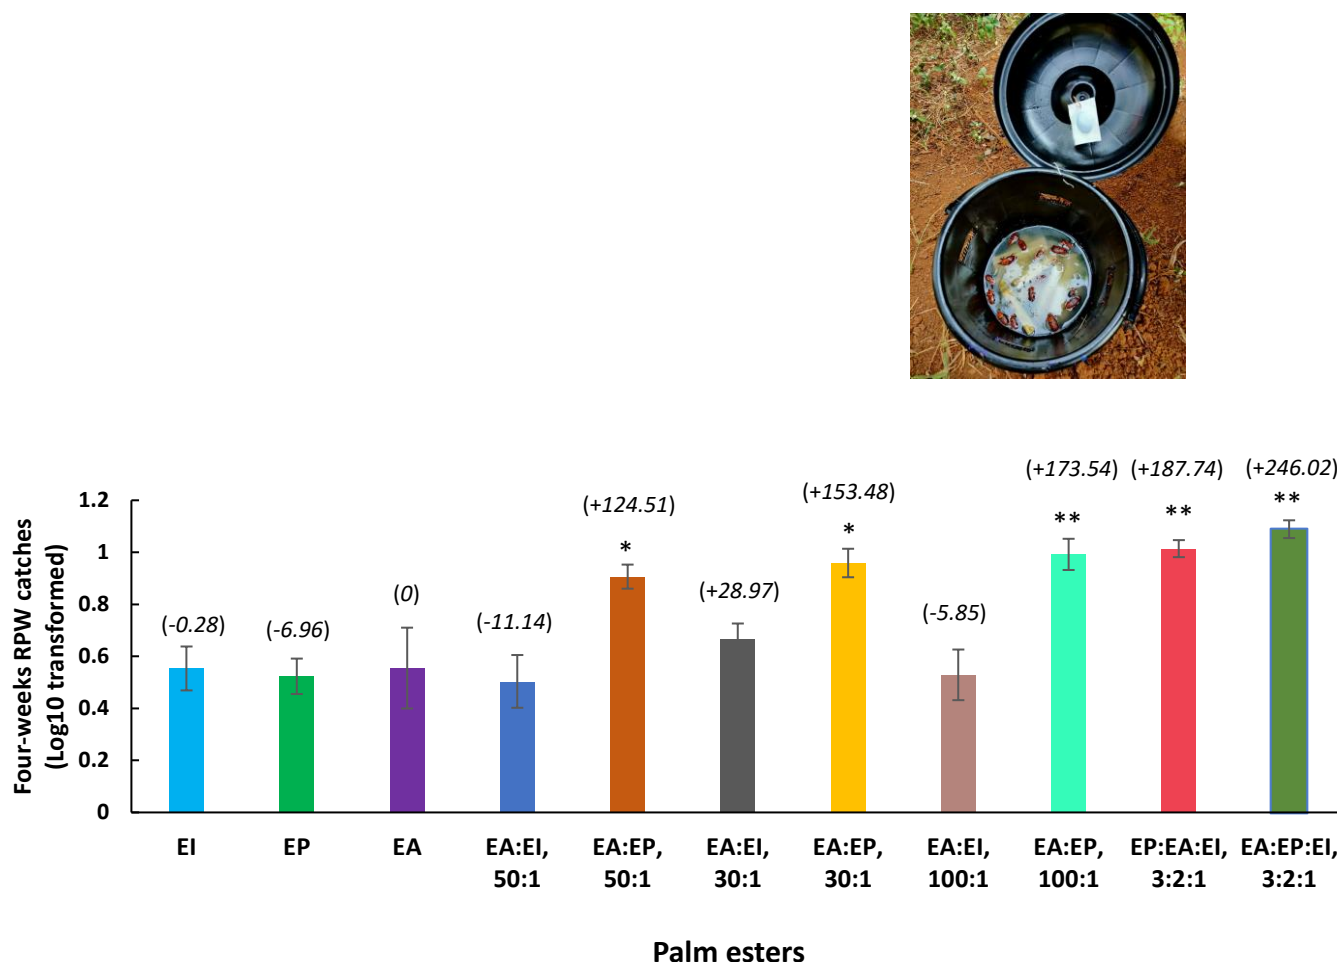 (+173.54) (+187.74) (+246.02)
(+124.51) (+153.48)
** ** **
* *
(-0.28) (-6.96) (0) (-11.14) (+28.97) (-5.85)
Four-weeks RPW catches
(Log10 transformed)
1.2
1
0.8
0.6
0.4
0.2
0
EI EP EA EA:EI, EA:EP, EA:EI, EA:EP, EA:EI, EA:EP, EP:EA:EI, EA:EP:EI,
50:1 50:1 30:1 30:1 100:1 100:1 3:2:1 3:2:1
Palm esters